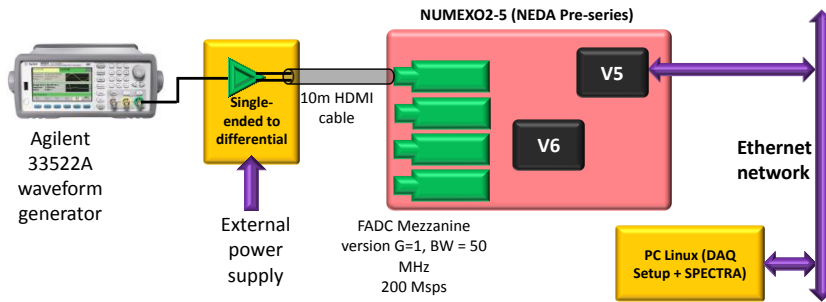 NUMEXO2-5 (NEDA Pre-series)
V5
V6
Single-
ended to
differential
10m HDMI
cable
Agilent
33522A
waveform
generator
External
power
supply
FADC Mezzanine
version G=1, BW = 50
MHz
200 Msps
Ethernet
network
PC Linux (DAQ
Setup + SPECTRA)